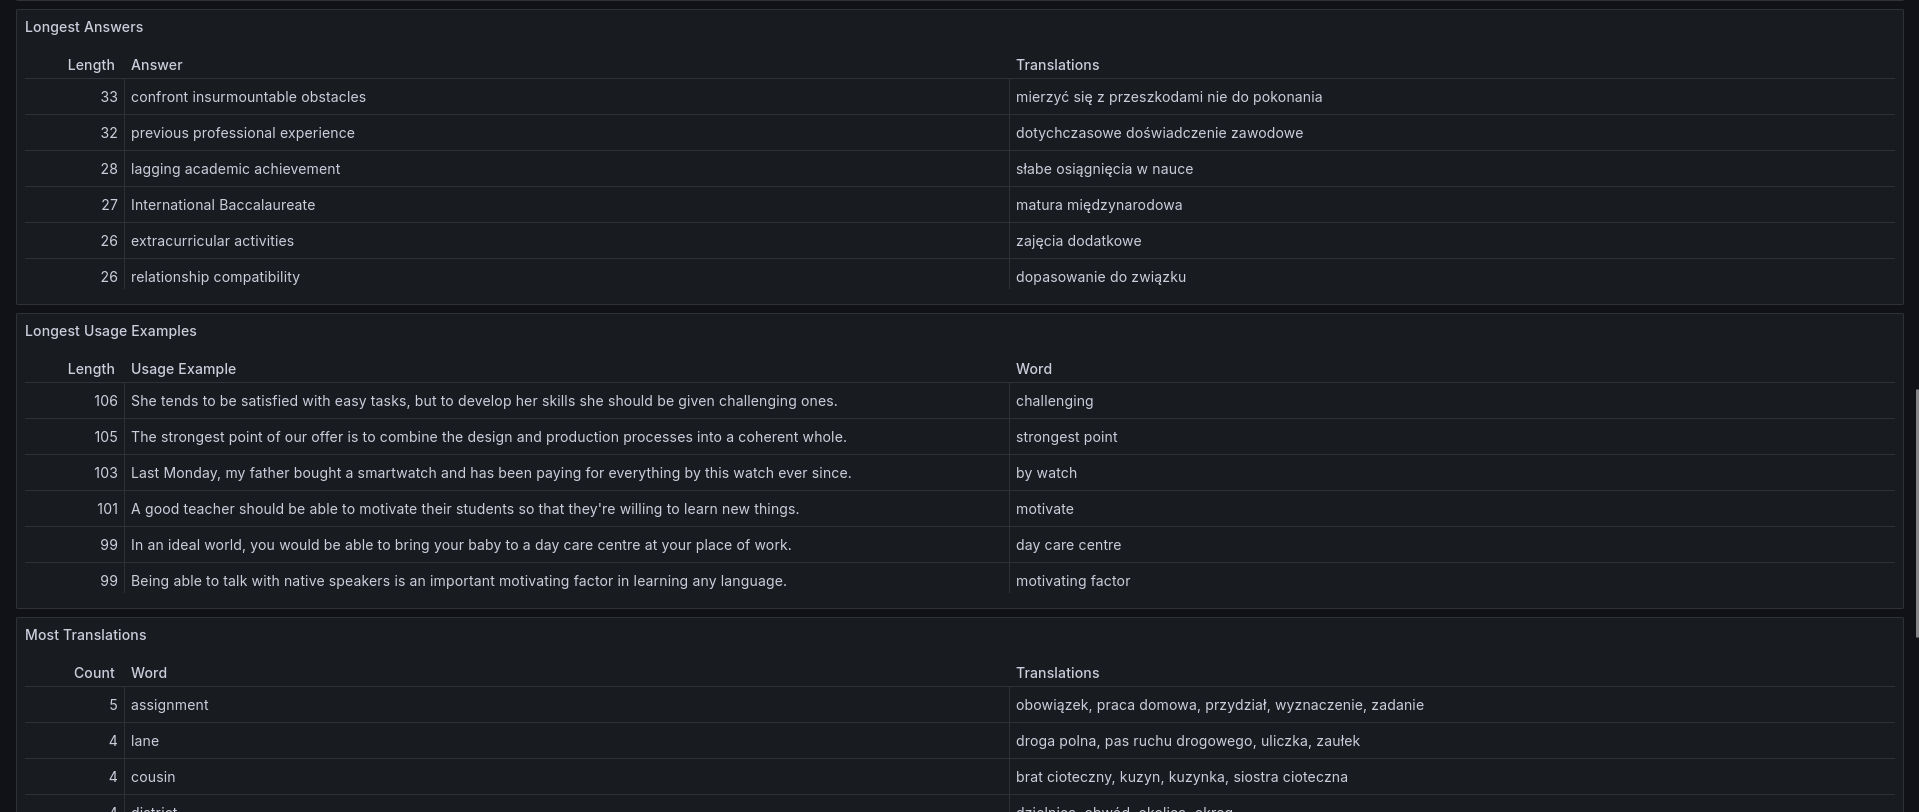 Longest Answers
Length Answer Translations
33 confront insurmountable obstacles mierzyć się z przeszkodami nie do pokonania
32 previous professional experience dotychczasowe doświadczenie zawodowe
28 lagging academic achievement słabe osiągnięcia w nauce
27 International Baccalaureate matura międzynarodowa
26 extracurricular activities zajęcia dodatkowe
26 relationship compatibility dopasowanie do związku
Longest Usage Examples
Length Usage Example Word
106 She tends to be satisfied with easy tasks, but to develop her skills she should be given challenging ones. challenging
105 The strongest point of our offer is to combine the design and production processes into a coherent whole. strongest point
103 Last Monday, my father bought a smartwatch and has been paying for everything by this watch ever since. by watch
101 A good teacher should be able to motivate their students so that they're willing to learn new things. motivate
99 In an ideal world, you would be able to bring your baby to a day care centre at your place of work. day care centre
99 Being able to talk with native speakers is an important motivating factor in learning any language. motivating factor
Most Translations
Count Word Translations
5 assignment obowiązek, praca domowa, przydział, wyznaczenie, zadanie
4 lane droga polna, pas ruchu drogowego, uliczka, zaułek
4 cousin brat cioteczny, kuzyn, kuzynka, siostra cioteczna
4 district dzielnica, obwód, okolica, okręg